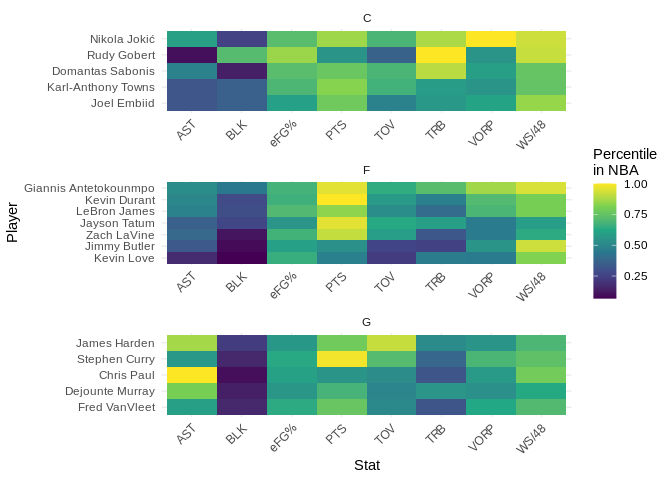 C
Nikola Jokić
Rudy Gobert
Domantas Sabonis
Karl-Anthony Towns
Joel Embiid
AST BLK eFG% PTS TOV TRB VORP WS/48
F
Giannis Antetokounmpo
Kevin Durant
LeBron James
Jayson Tatum
Zach LaVine
Jimmy Butler
Kevin Love
AST BLK eFG% PTS TOV TRB VORP WS/48
G
James Harden
Stephen Curry
Chris Paul
Dejounte Murray
Fred VanVleet
AST BLK eFG% PTS TOV TRB VORP WS/48
Stat
Player
Percentile
in NBA
1.00
0.75
0.50
0.25